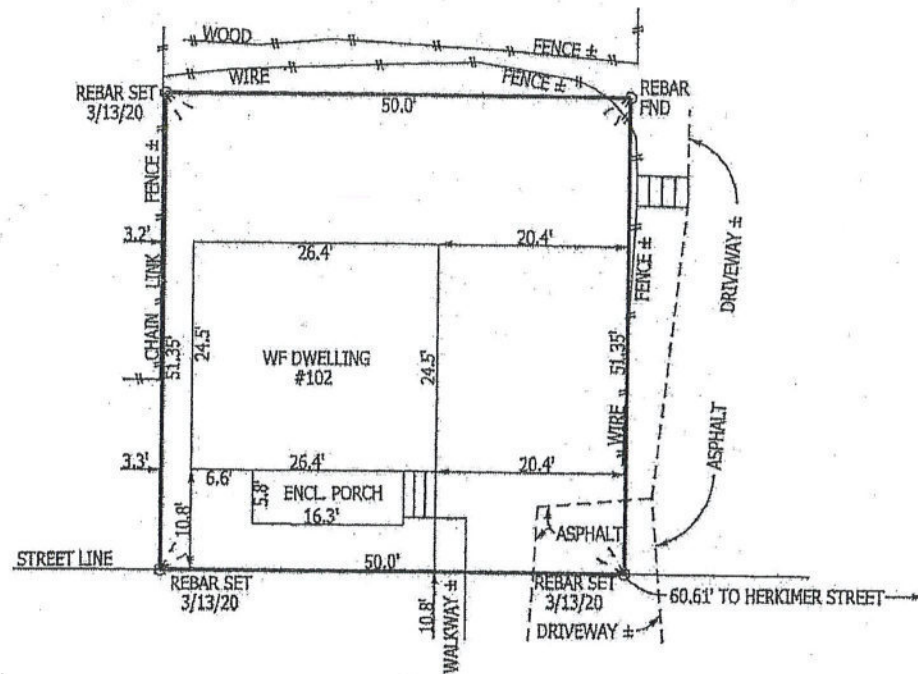 WOOD
FENCE ±
WIRE
FENCE ±
REBAR SET
3/13/20
50.0'
REBAR
FND
CHAIN LINK FENCE ±
3.2'
26.4'
20.4'
FENCE ±
DRIVEWAY ±
51.35'
24.5'
WF DWELLING
#102
24.5'
51.35'
WIRE
ASPHALT
3.3'
6.6'
26.4'
20.4'
10.8'
5.8'
ENCL. PORCH
16.3'
ASPHALT
STREET LINE
50.0'
REBAR SET
3/13/20
10.8'
WALKWAY ±
REBAR SET
3/13/20
60.61' TO HERKIMER STREET
DRIVEWAY ±